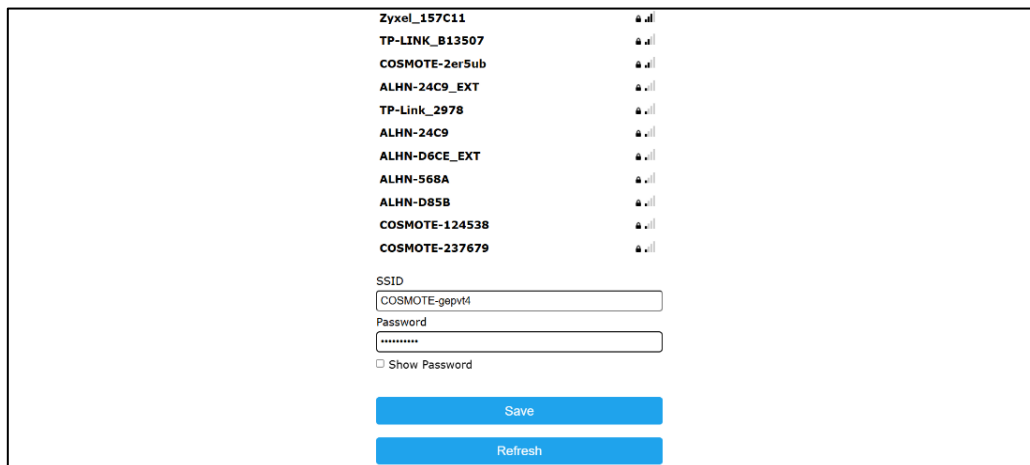 Zyxel_157C11
TP-LINK_B13507
COSMOTE-2er5ub
ALHN-24C9_EXT
TP-Link_2978
ALHN-24C9
ALHN-D6CE_EXT
ALHN-568A
ALHN-D85B
COSMOTE-124538
COSMOTE-237679
SSID
COSMOTE-gepvt4
Password
••••••••••
Show Password
Save
Refresh